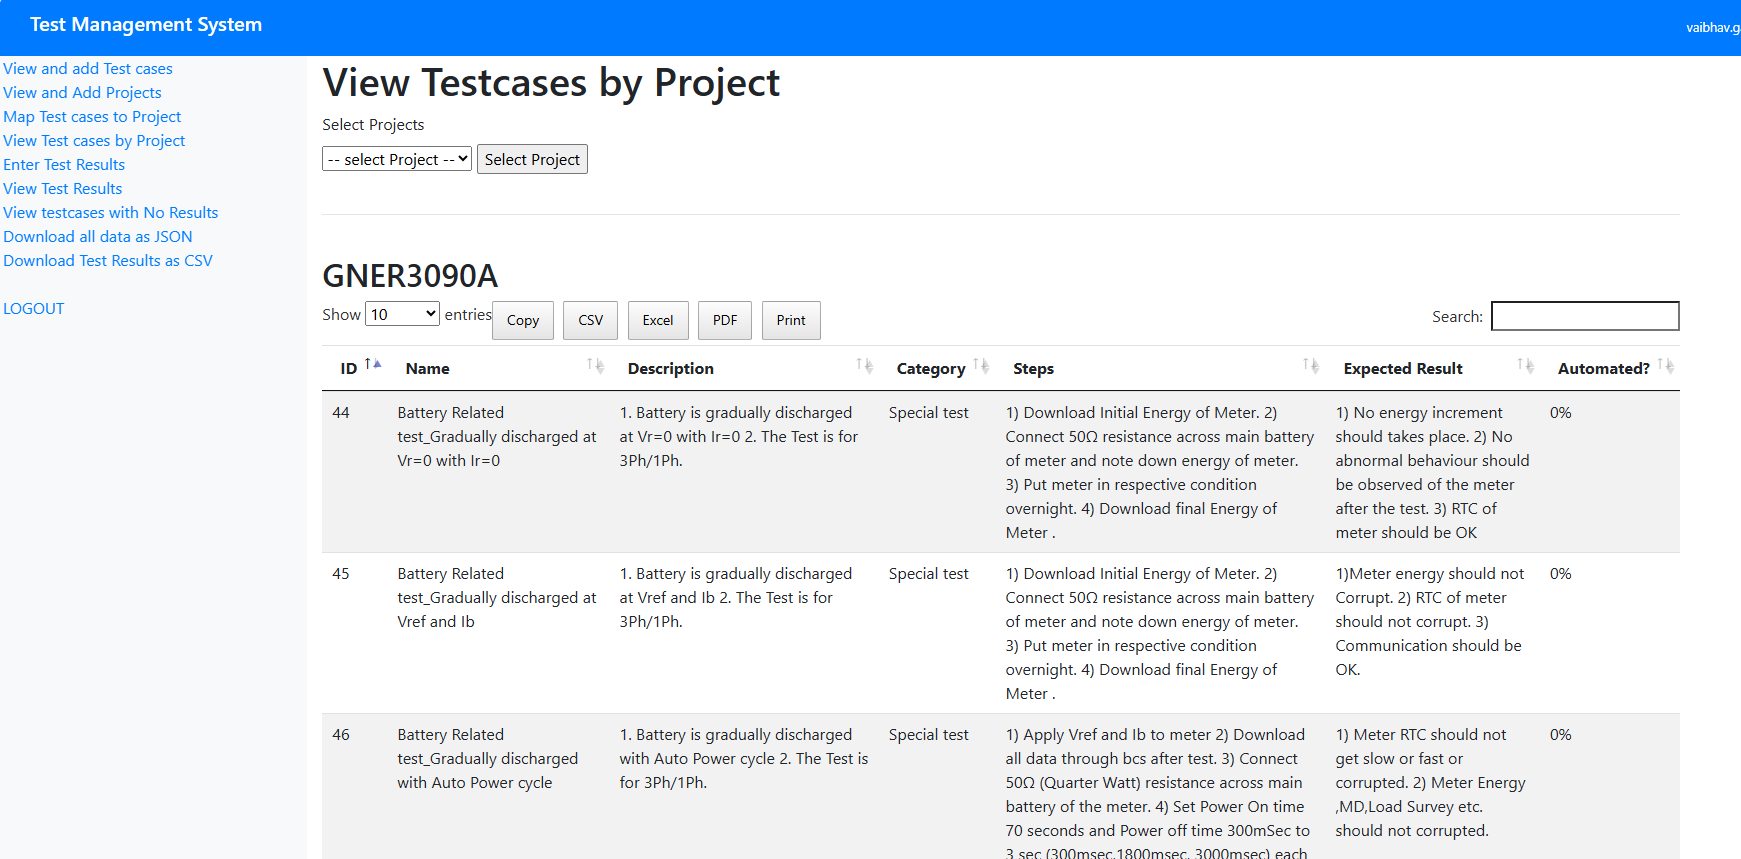 Test Management System
vaibhav.g
View and add Test cases
View and Add Projects
Map Test cases to Project
View Test cases by Project
Enter Test Results
View Test Results
View testcases with No Results
Download all data as JSON
Download Test Results as CSV
LOGOUT
View Testcases by Project
Select Projects
-- select Project --
Select Project
GNER3090A
Show 10 entries
Copy
CSV
Excel
PDF
Print
Search:
ID
Name
Description
Category
Steps
Expected Result
Automated?
44
Battery Related
test_Gradually discharged at
Vr=0 with Ir=0
1. Battery is gradually discharged
at Vr=0 with Ir=0 2. The Test is for
3Ph/1Ph.
Special test
1) Download Initial Energy of Meter. 2)
Connect 50Ω resistance across main battery
of meter and note down energy of meter.
3) Put meter in respective condition
overnight. 4) Download final Energy of
Meter .
1) No energy increment
should takes place. 2) No
abnormal behaviour should
be observed of the meter
after the test. 3) RTC of
meter should be OK
0%
45
Battery Related
test_Gradually discharged at
Vref and Ib
1. Battery is gradually discharged
at Vref and Ib 2. The Test is for
3Ph/1Ph.
Special test
1) Download Initial Energy of Meter. 2)
Connect 50Ω resistance across main battery
of meter and note down energy of meter.
3) Put meter in respective condition
overnight. 4) Download final Energy of
Meter .
1)Meter energy should not
Corrupt. 2) RTC of meter
should not corrupt. 3)
Communication should be
OK.
0%
46
Battery Related
test_Gradually discharged
with Auto Power cycle
1. Battery is gradually discharged
with Auto Power cycle 2. The Test is
for 3Ph/1Ph.
Special test
1) Apply Vref and Ib to meter 2) Download
all data through bcs after test. 3) Connect
50Ω (Quarter Watt) resistance across main
battery of the meter. 4) Set Power On time
70 seconds and Power off time 300mSec to
3 sec (300msec,1800msec, 3000msec) each
1) Meter RTC should not
get slow or fast or
corrupted. 2) Meter Energy
,MD,Load Survey etc.
should not corrupted.
0%